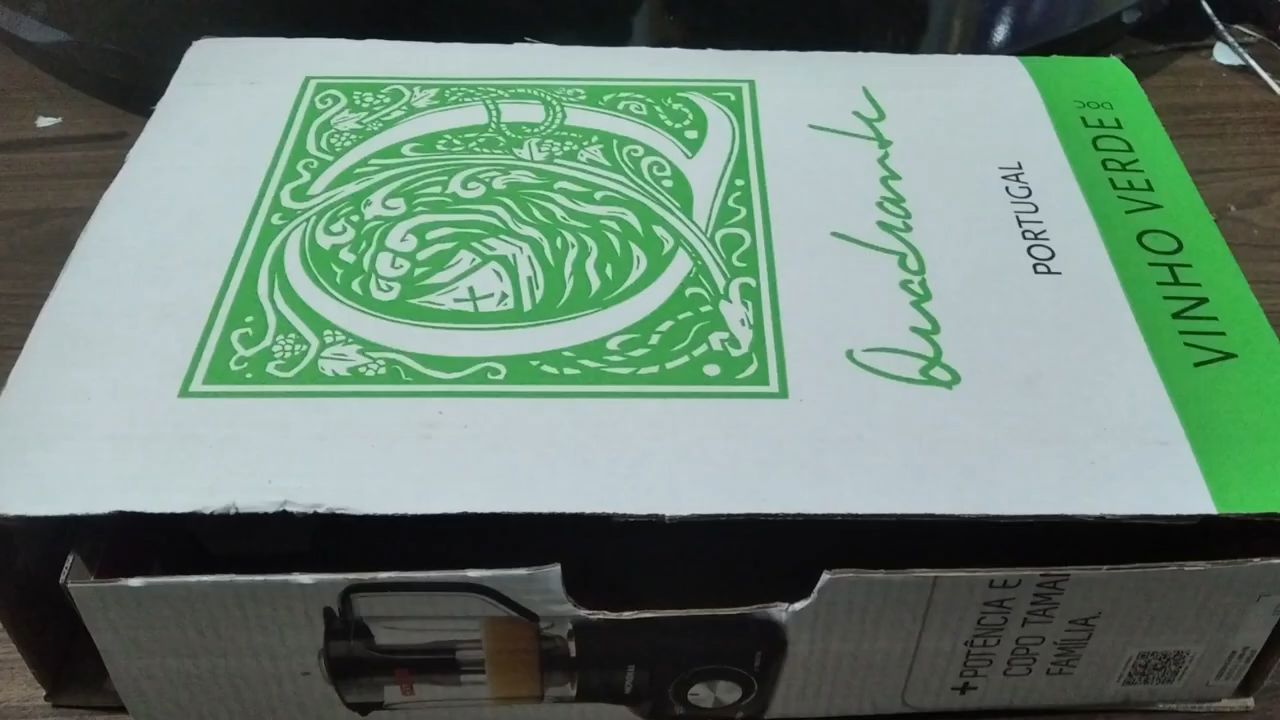 Quadrante
PORTUGAL
VINHO VERDE DOC
+ POTÊNCIA E
COPO TAMA
FAMÍLIA.